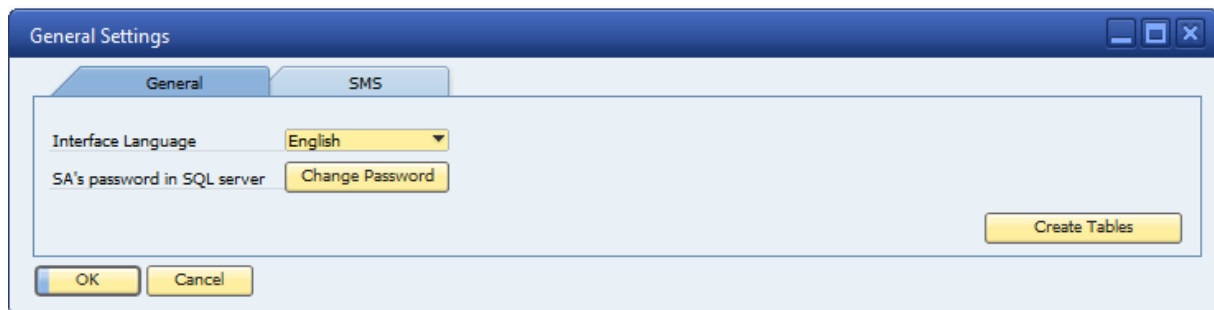 General Settings
General
SMS
Interface Language
English
SA's password in SQL server
Change Password
Create Tables
OK
Cancel